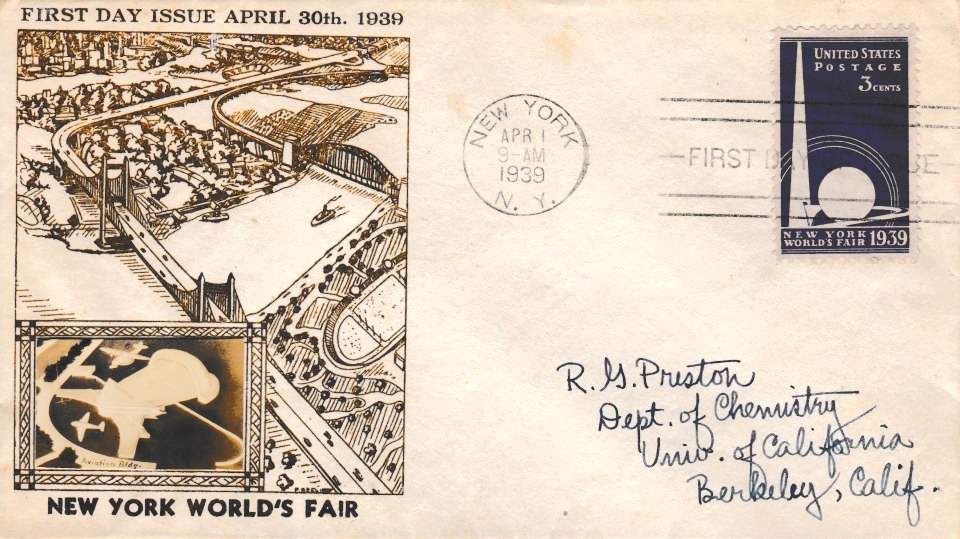 FIRST DAY ISSUE APRIL 30th. 1939
UNITED STATES
POSTAGE
3 CENTS
NEW YORK
WORLD'S FAIR 1939
NEW YORK
APR 1
9-AM
1939
N. Y.
FIRST DAY
R. G. Preston
Dept. of Chemistry
Univ. of California
Berkeley, Calif.
Aviation Bldg.
NEW YORK WORLD'S FAIR